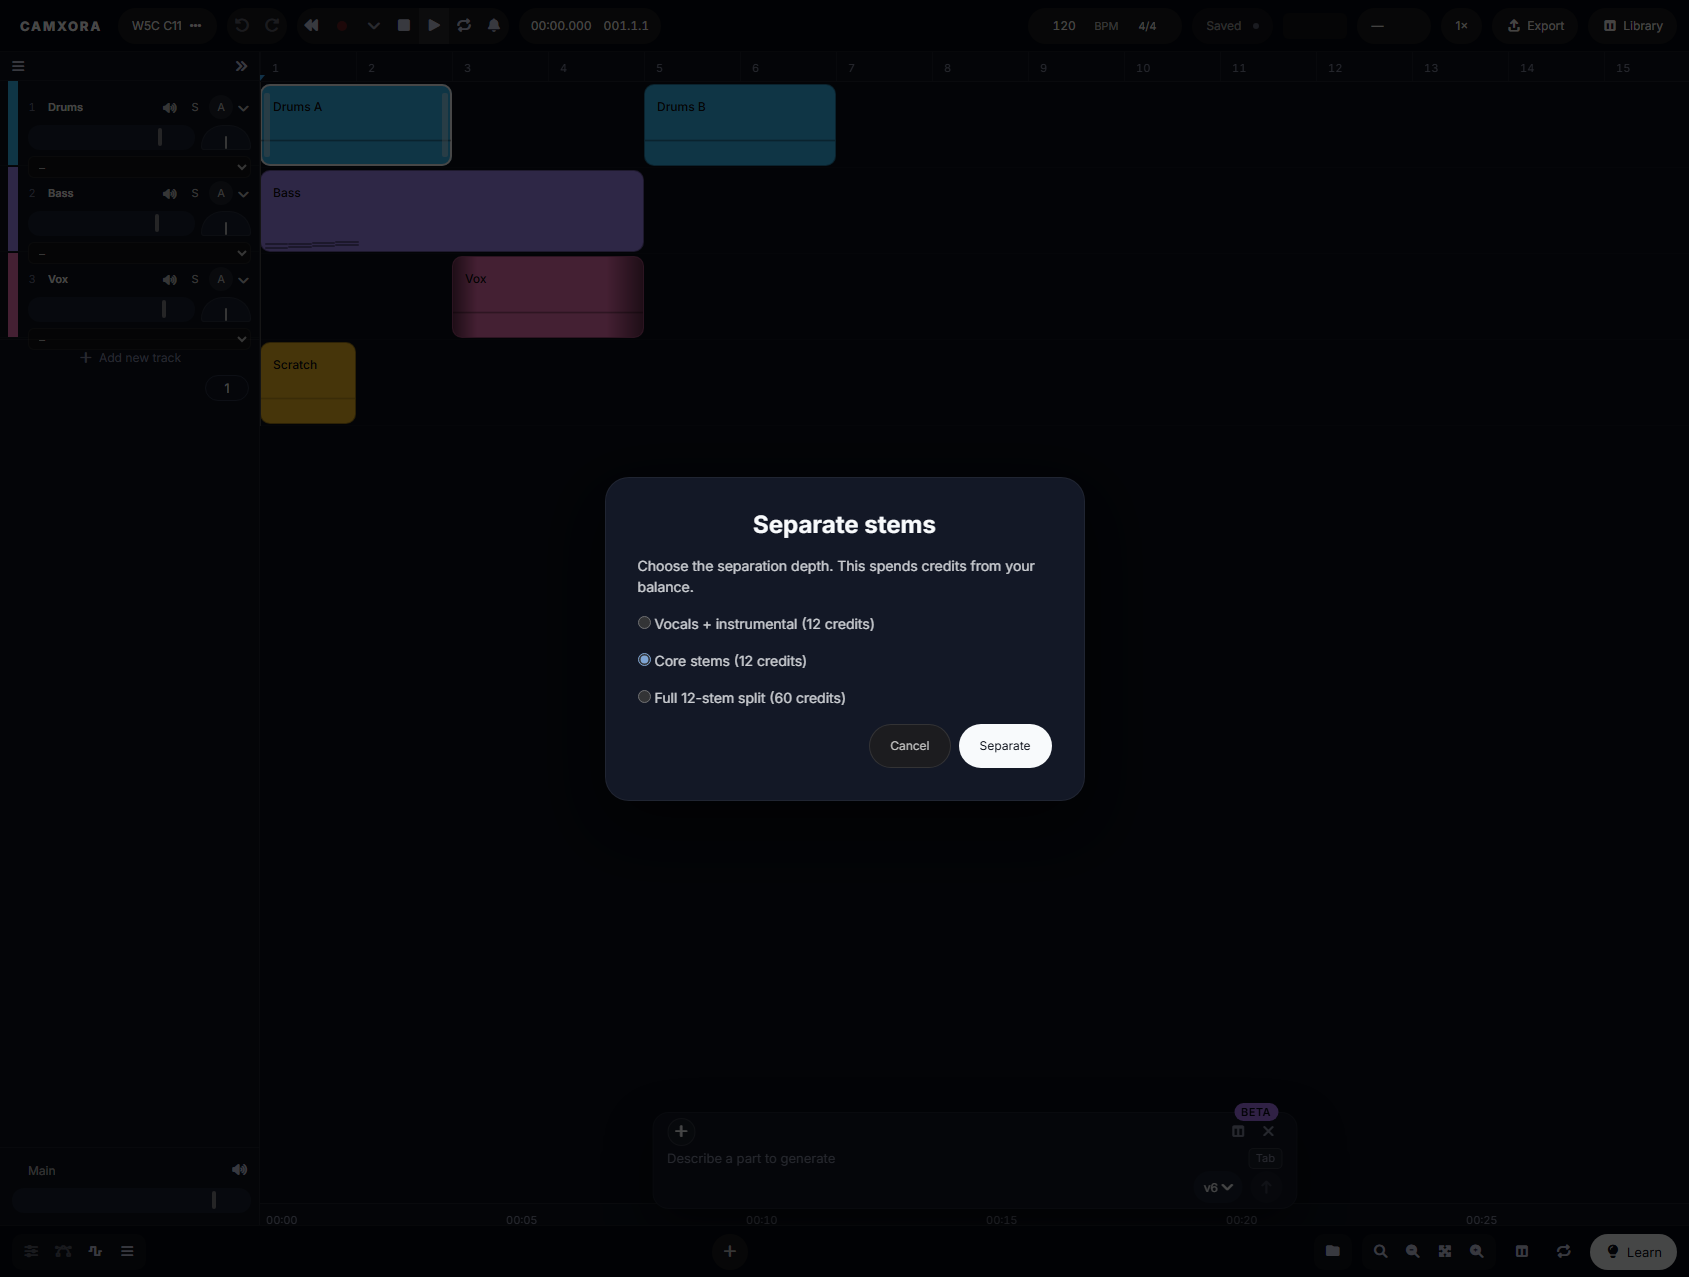 CAMXORA
W5C C11
00:00.000 001.1.1
120 BPM 4/4
Saved
1×
Export
Library
1 2 3 4 5 6 7 8 9 10 11 12 13 14 15
1 Drums S A
–
2 Bass S A
–
3 Vox S A
–
Add new track
1
Drums A
Drums B
Bass
Vox
Scratch
Separate stems
Choose the separation depth. This spends credits from your
balance.
Vocals + instrumental (12 credits)
Core stems (12 credits)
Full 12-stem split (60 credits)
Cancel
Separate
BETA
Describe a part to generate
Tab
v6
Main
00:00 00:05 00:10 00:15 00:20 00:25
Learn